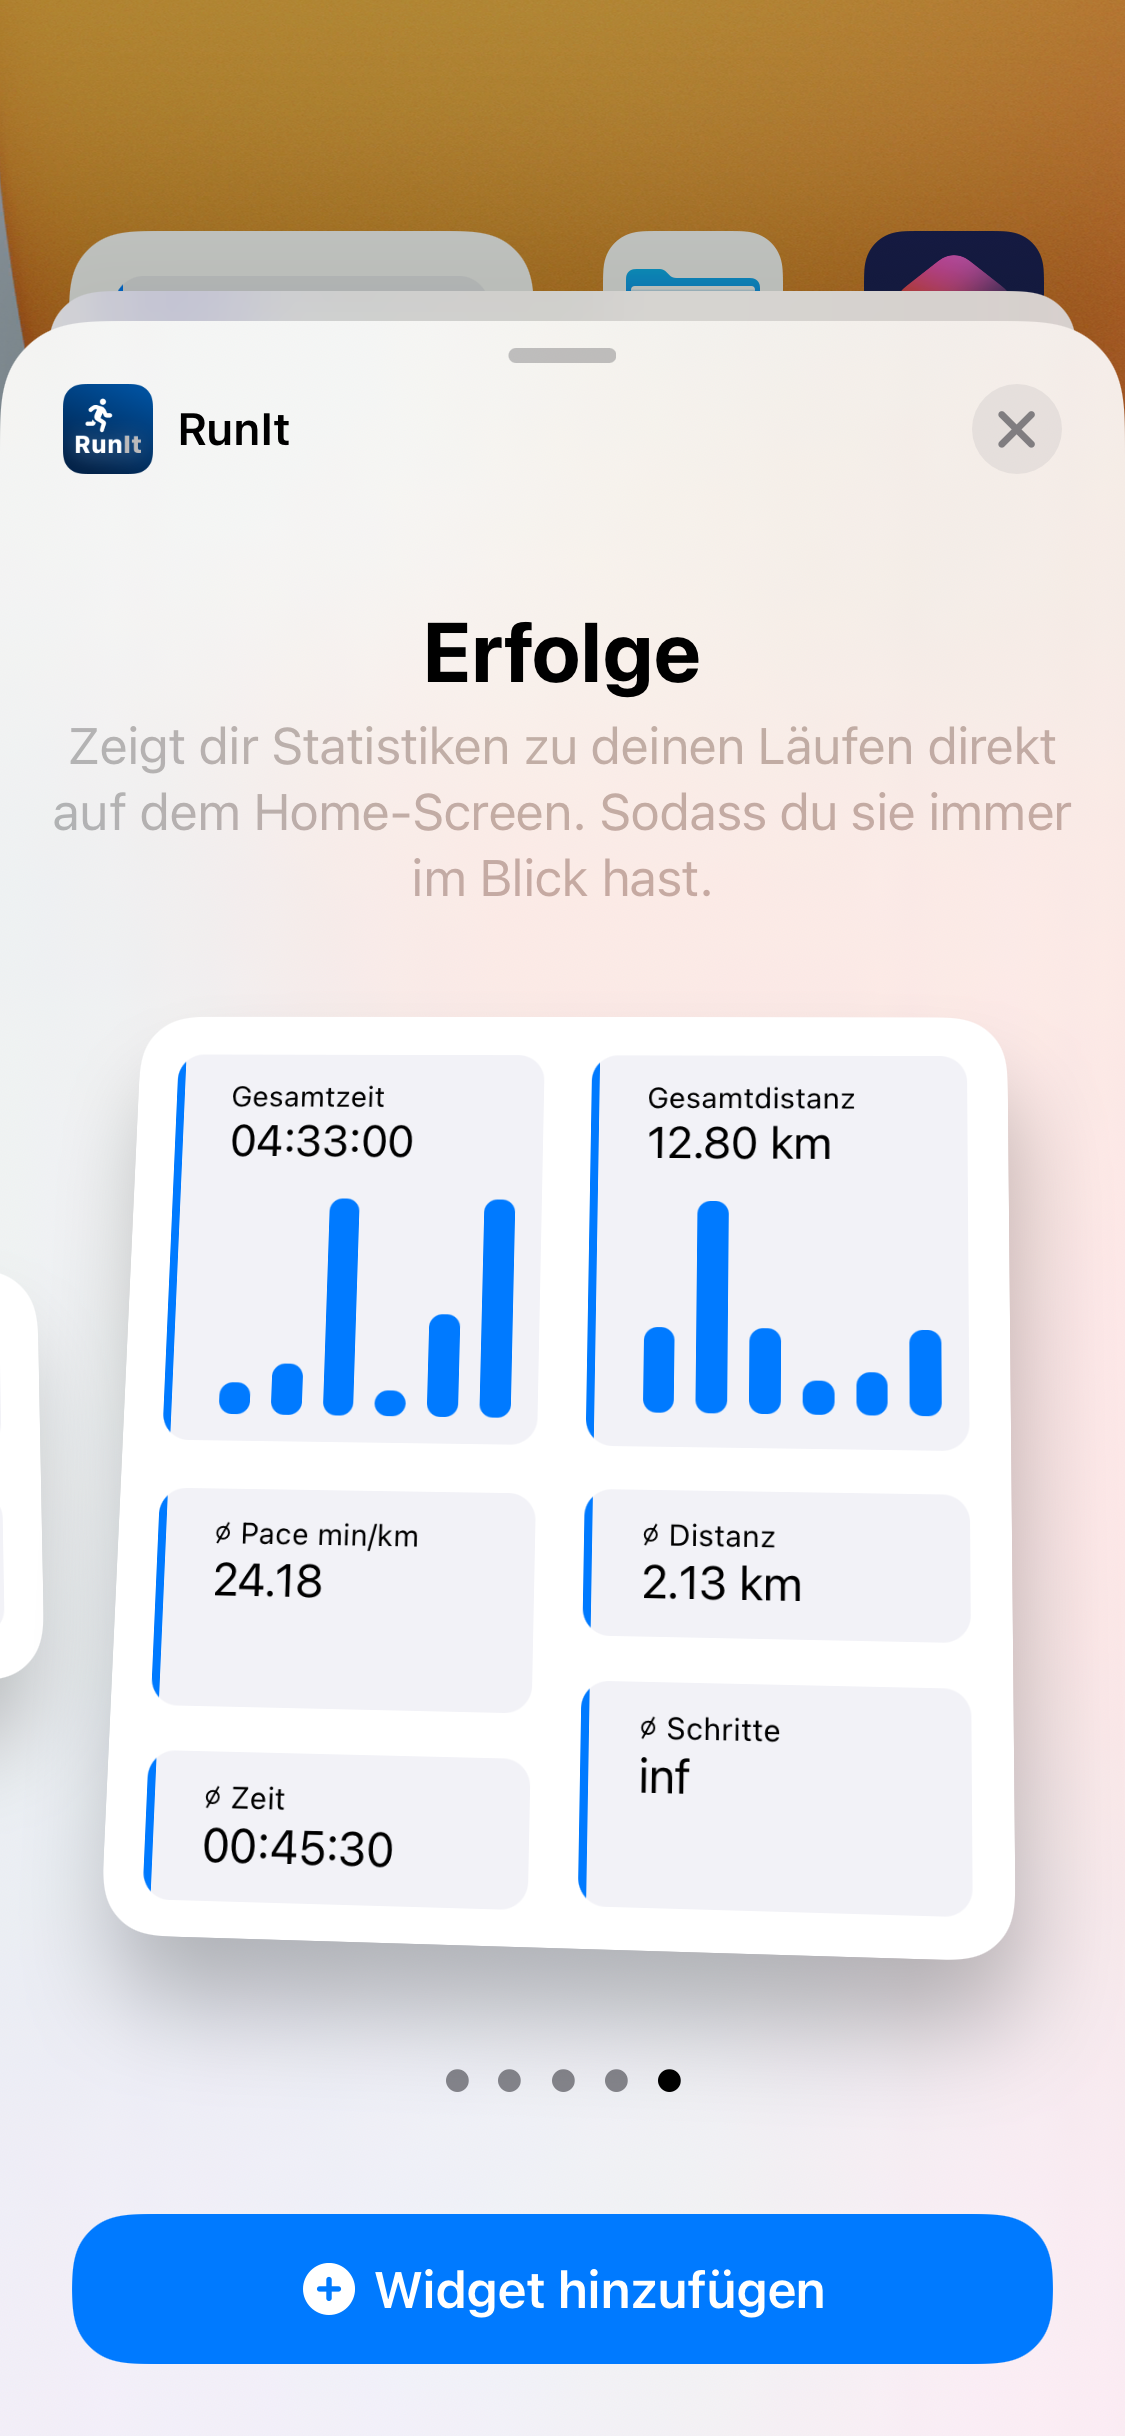 RunIt
RunIt
Erfolge
Zeigt dir Statistiken zu deinen Läufen direkt
auf dem Home-Screen. Sodass du sie immer
im Blick hast.
Gesamtzeit
04:33:00
Gesamtdistanz
12.80 km
∅ Pace min/km
24.18
∅ Distanz
2.13 km
∅ Zeit
00:45:30
∅ Schritte
inf
Widget hinzufügen